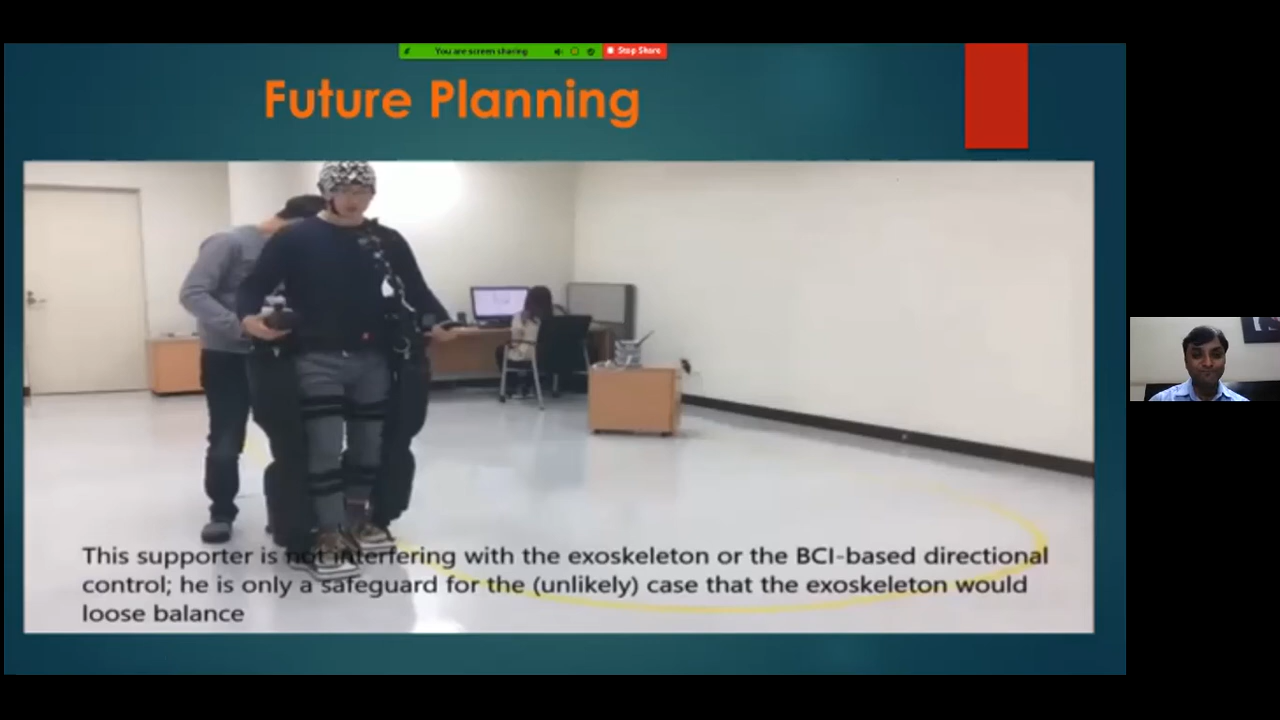 You are screen sharing
Stop Share
Future Planning
This supporter is not interfering with the exoskeleton or the BCI-based directional
control; he is only a safeguard for the (unlikely) case that the exoskeleton would
loose balance